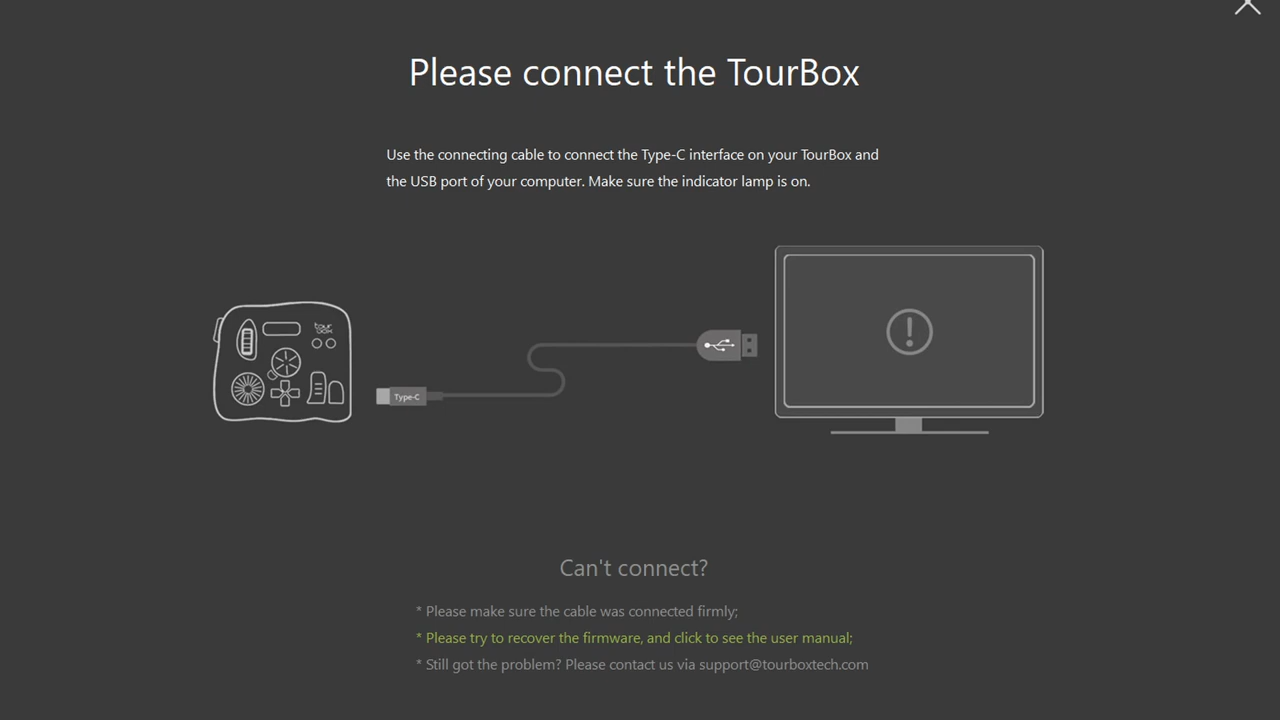 Please connect the TourBox
Use the connecting cable to connect the Type-C interface on your TourBox and
the USB port of your computer. Make sure the indicator lamp is on.
tour
BOX
Type-C
Can't connect?
* Please make sure the cable was connected firmly;
* Please try to recover the firmware, and click to see the user manual;
* Still got the problem? Please contact us via support@tourboxtech.com